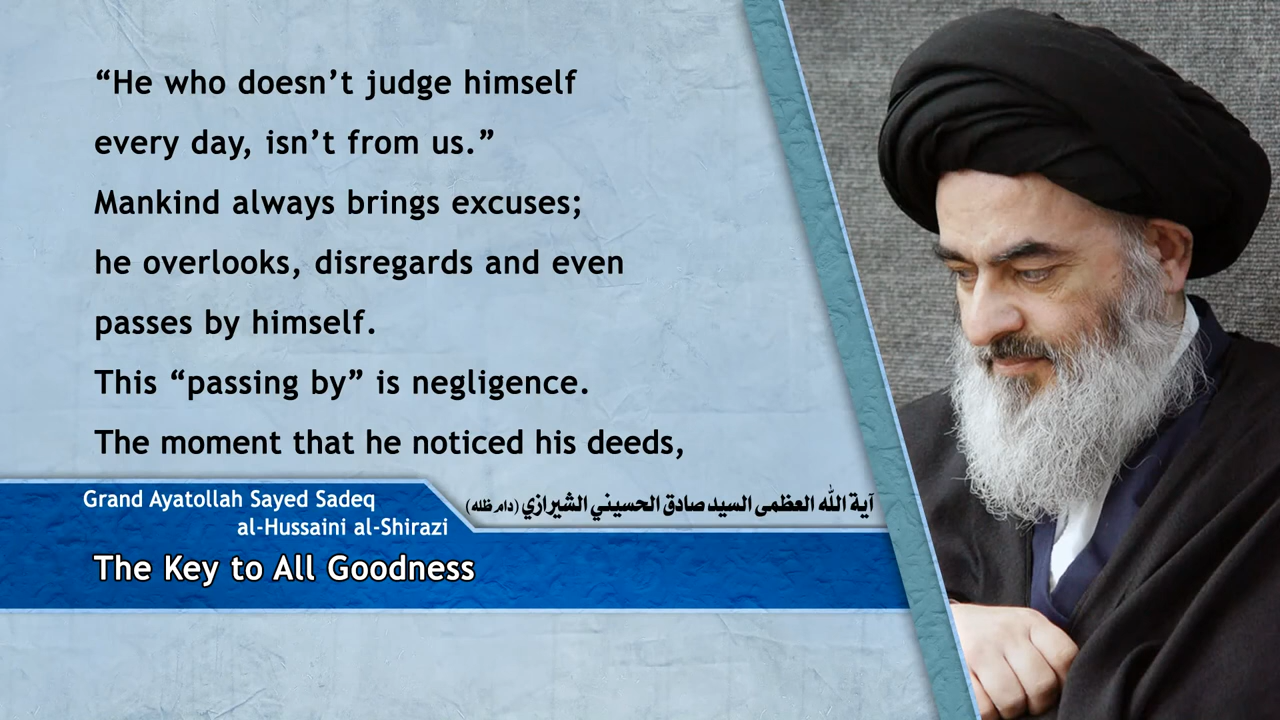 “He who doesn’t judge himself
every day, isn’t from us.”
Mankind always brings excuses;
he overlooks, disregards and even
passes by himself.
This “passing by” is negligence.
The moment that he noticed his deeds,
Grand Ayatollah Sayed Sadeq
al-Hussaini al-Shirazi
آية الله العظمى السيد صادق الحسيني الشيرازي (دام ظله)
The Key to All Goodness